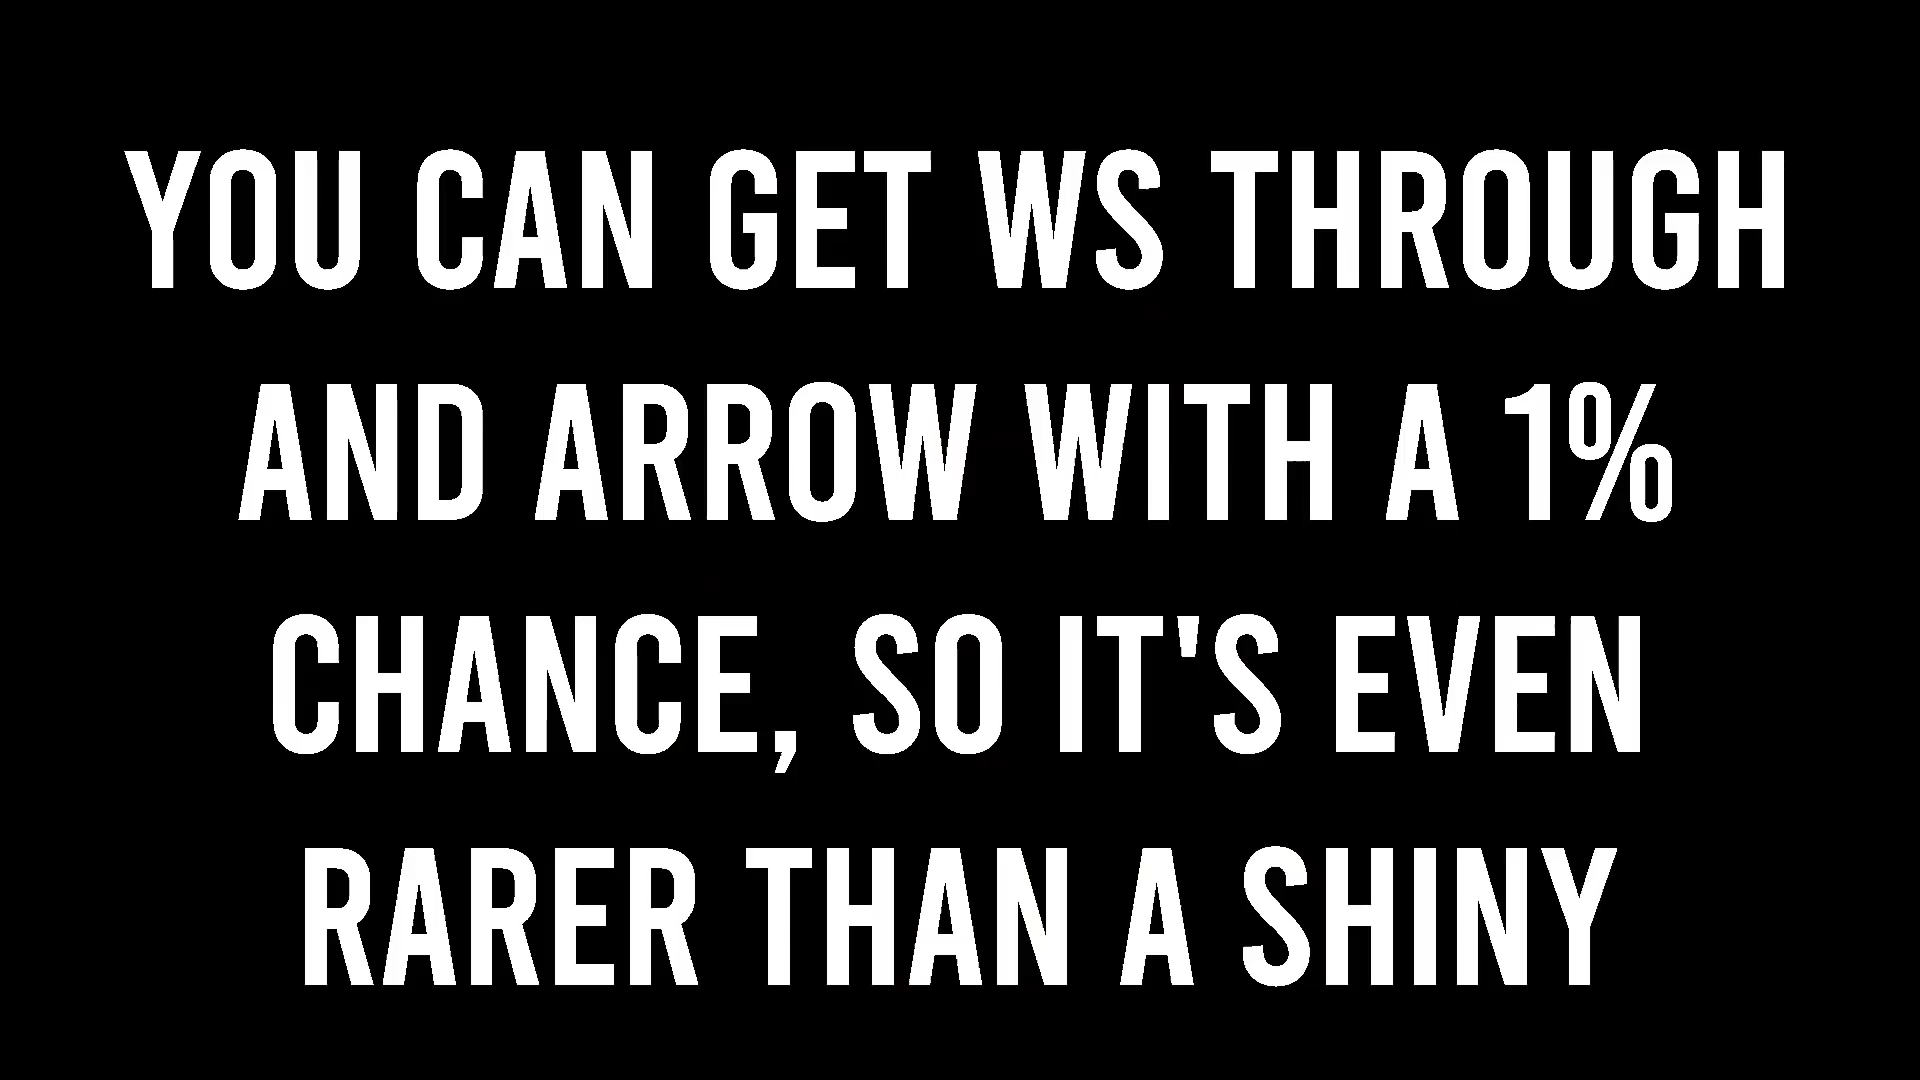 YOU CAN GET WS THROUGH
AND ARROW WITH A 1%
CHANCE, SO IT'S EVEN
RARER THAN A SHINY